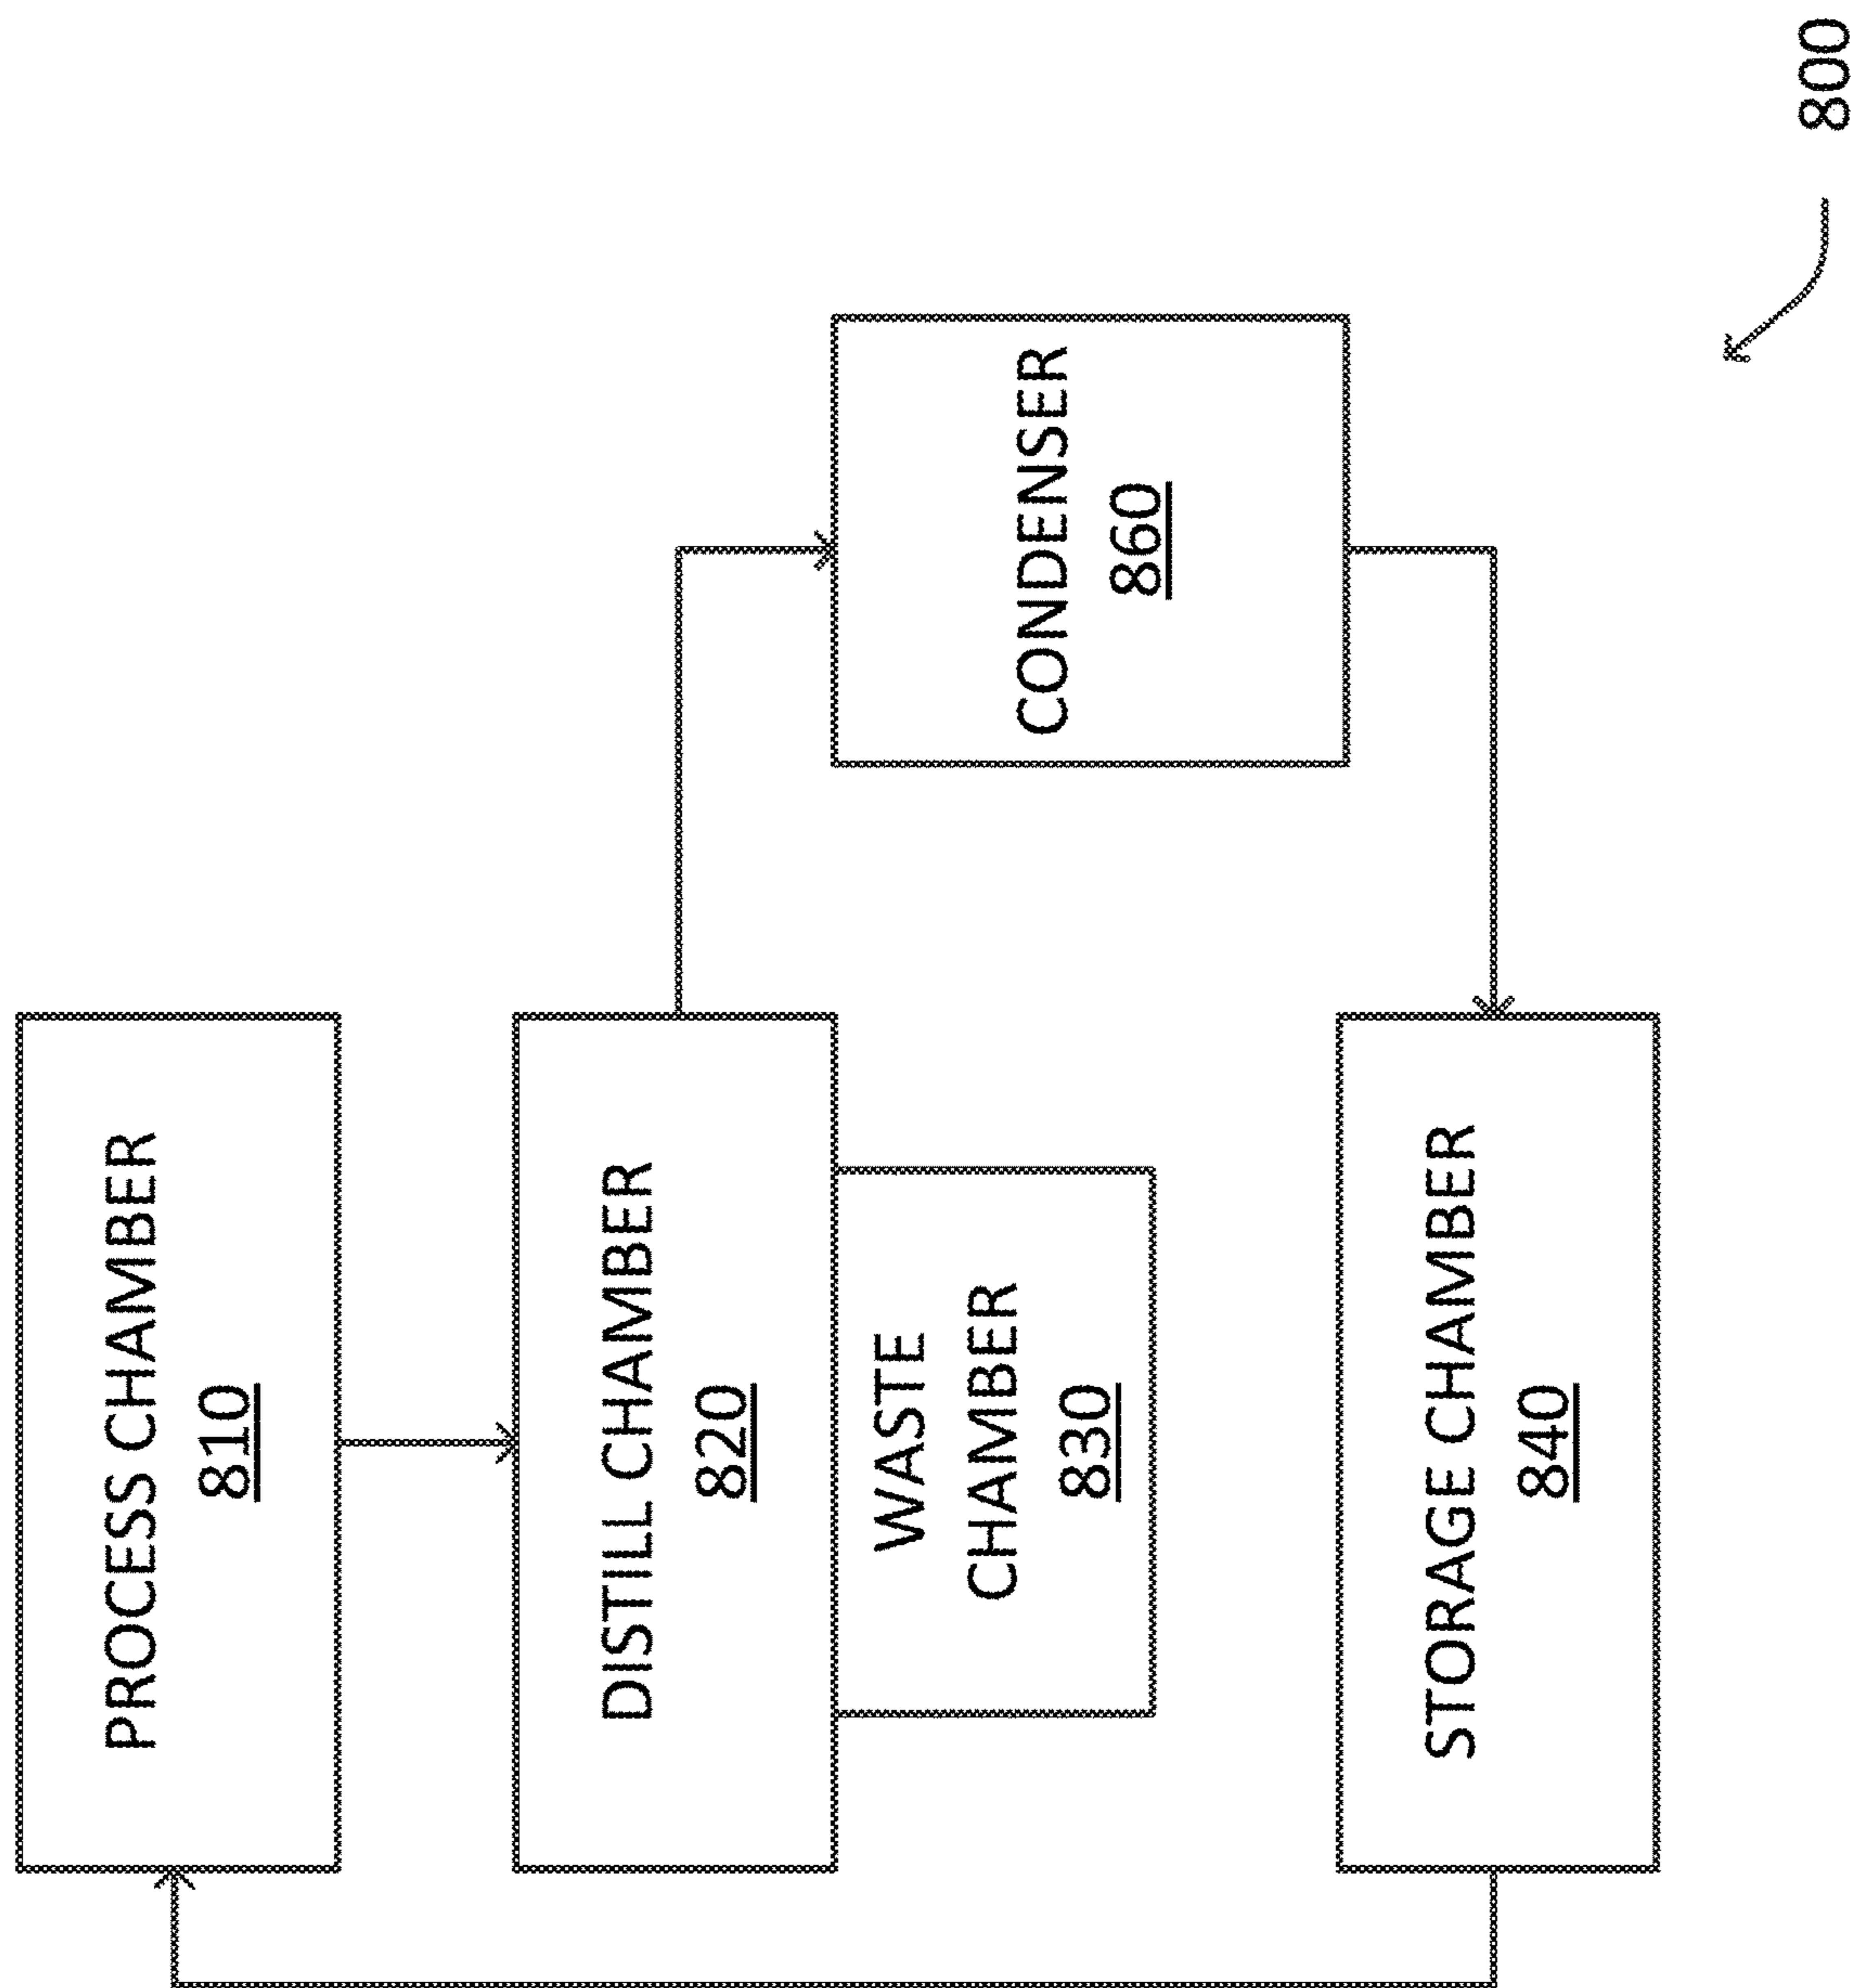 PROCESS CHAMBER
810
DISTILL CHAMBER
820
WASTE
CHAMBER
830
STORAGE CHAMBER
840
CONDENSER
860
800